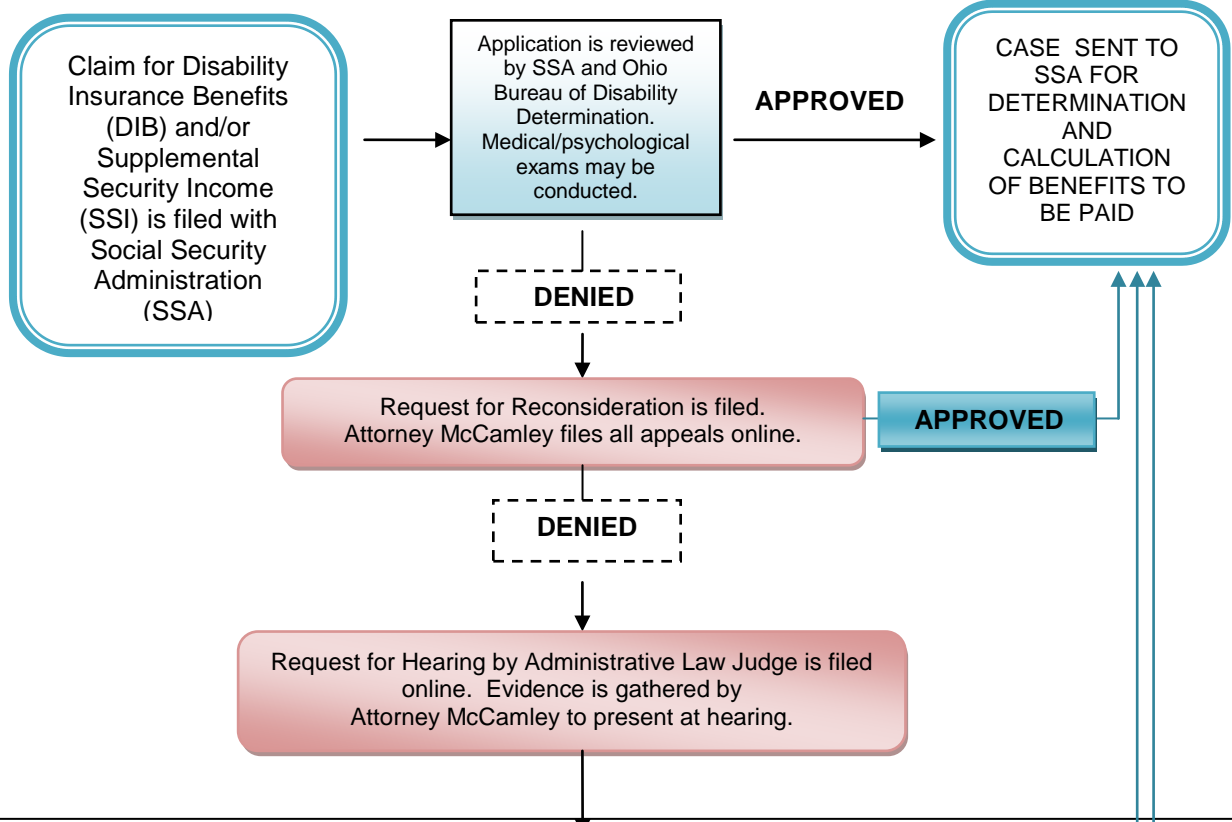 Claim for Disability
Insurance Benefits
(DIB) and/or
Supplemental
Security Income
(SSI) is filed with
Social Security
Administration
(SSA)
Application is reviewed
by SSA and Ohio
Bureau of Disability
Determination.
Medical/psychological
exams may be
conducted.
APPROVED
CASE SENT TO
SSA FOR
DETERMINATION
AND
CALCULATION
OF BENEFITS TO
BE PAID
DENIED
Request for Reconsideration is filed.
Attorney McCamley files all appeals online.
APPROVED
DENIED
Request for Hearing by Administrative Law Judge is filed
online. Evidence is gathered by
Attorney McCamley to present at hearing.